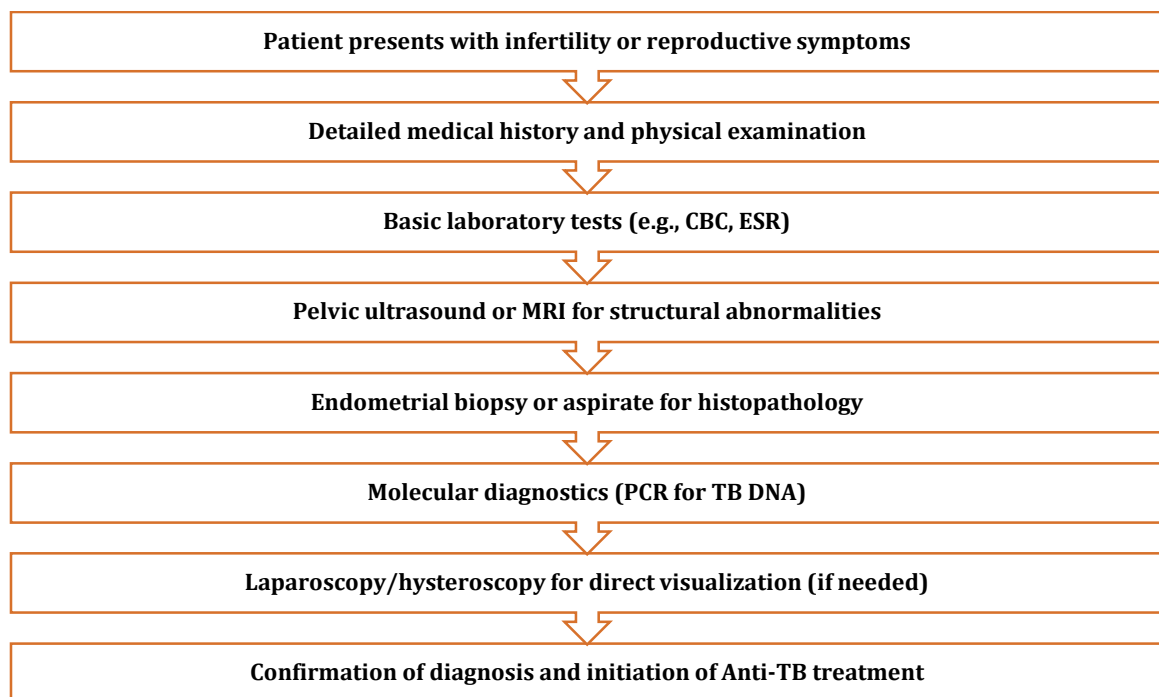 Patient presents with infertility or reproductive symptoms
Detailed medical history and physical examination
Basic laboratory tests (e.g., CBC, ESR)
Pelvic ultrasound or MRI for structural abnormalities
Endometrial biopsy or aspirate for histopathology
Molecular diagnostics (PCR for TB DNA)
Laparoscopy/hysteroscopy for direct visualization (if needed)
Confirmation of diagnosis and initiation of Anti-TB treatment